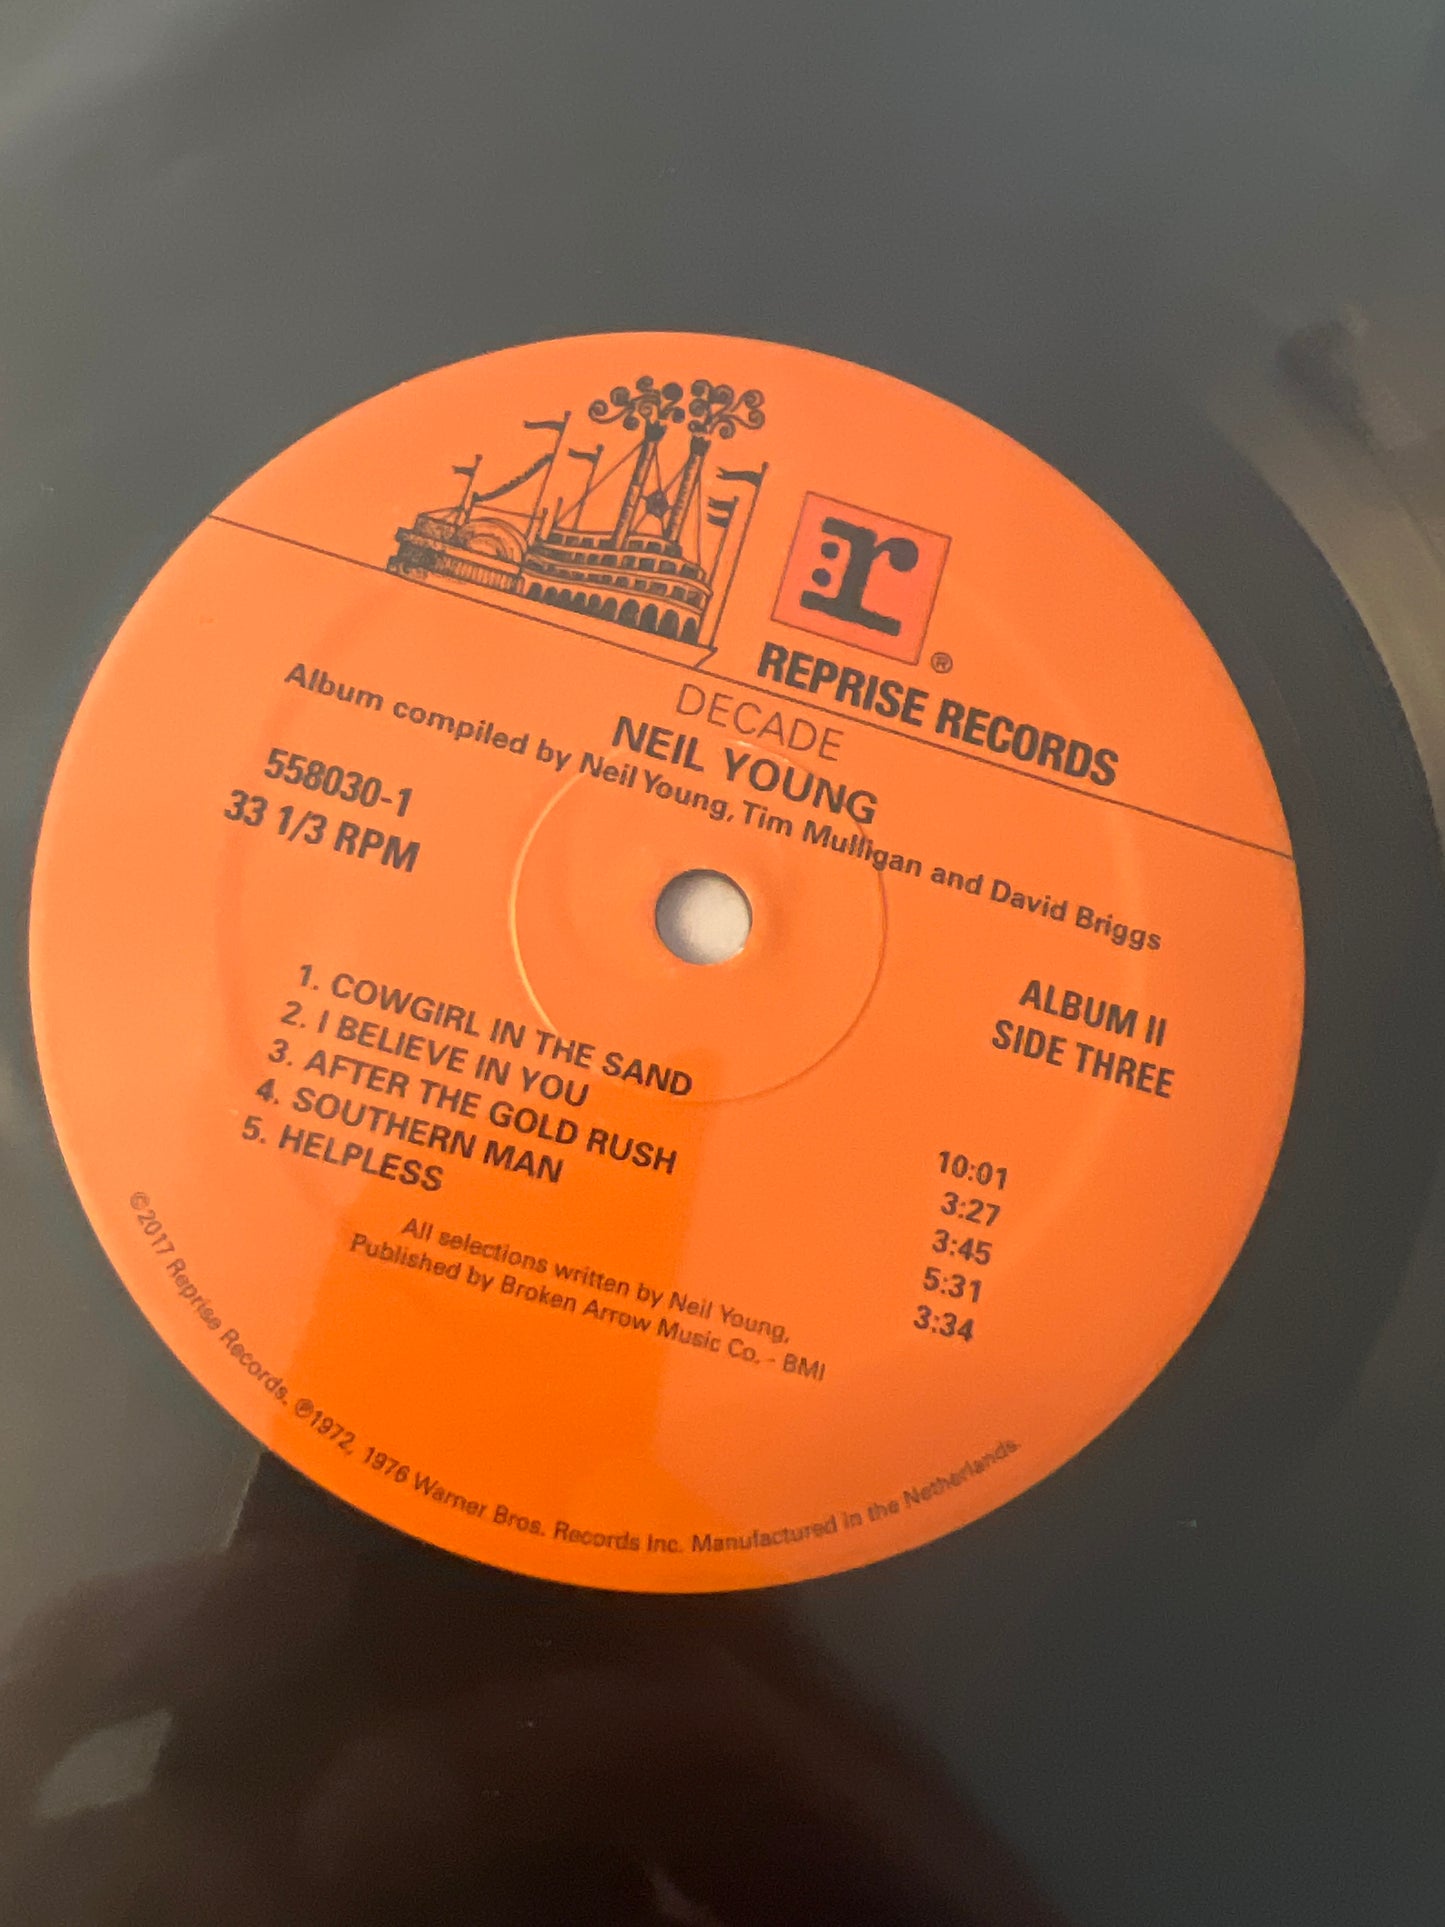 r
®
REPRISE RECORDS
DECADE
NEIL YOUNG
Album compiled by Neil Young, Tim Mulligan and David Briggs
558030-1
33 1/3 RPM
ALBUM II
SIDE THREE
1. COWGIRL IN THE SAND 10:01
2. I BELIEVE IN YOU 3:27
3. AFTER THE GOLD RUSH 3:45
4. SOUTHERN MAN 5:31
5. HELPLESS 3:34
All selections written by Neil Young,
Published by Broken Arrow Music Co. - BMI
©2017 Reprise Records. ℗1972, 1976 Warner Bros. Records Inc. Manufactured in the Netherlands.